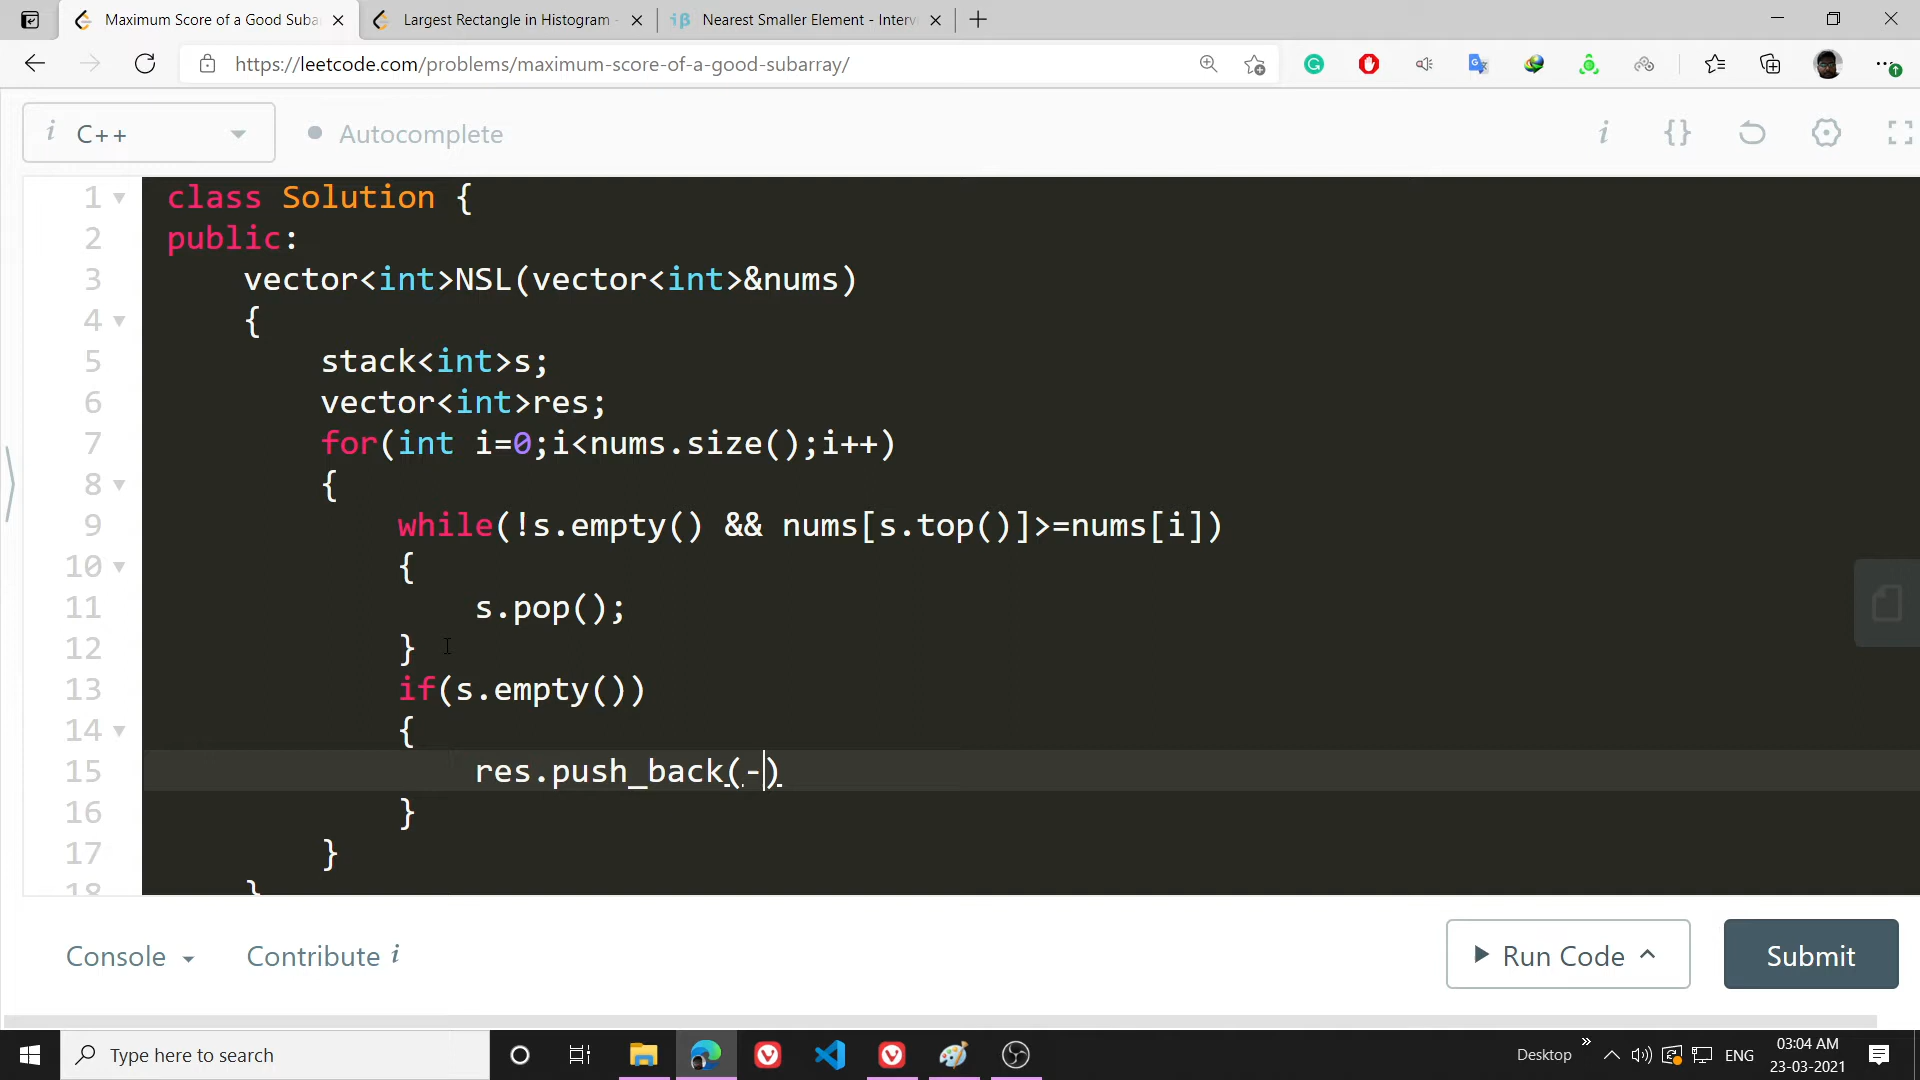 Maximum Score of a Good Suba
Largest Rectangle in Histogram -
Nearest Smaller Element - Interv
https://leetcode.com/problems/maximum-score-of-a-good-subarray/
i C++
Autocomplete
i {}
1 class Solution {
2 public:
3 vector<int>NSL(vector<int>&nums)
4 {
5 stack<int>s;
6 vector<int>res;
7 for(int i=0;i<nums.size();i++)
8 {
9 while(!s.empty() && nums[s.top()]>=nums[i])
10 {
11 s.pop();
12 }
13 if(s.empty())
14 {
15 res.push_back(-)
16 }
17 }
18 }
Console
Contribute i
Run Code
Submit
Type here to search
Desktop
ENG
03:04 AM
23-03-2021